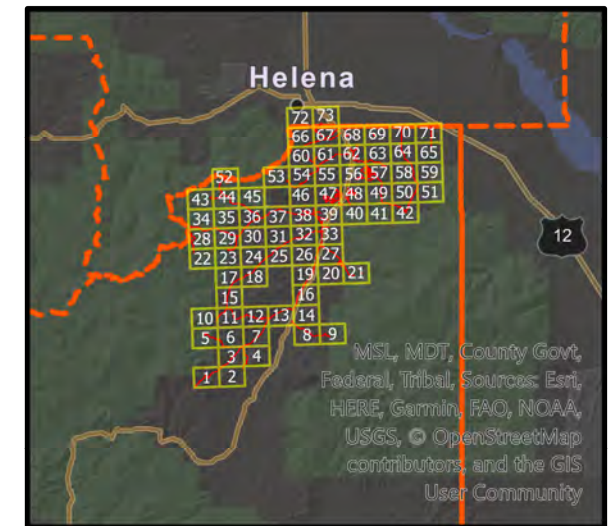 Helena
72 73
66 67 68 69 70 71
60 61 62 63 64 65
52 53 54 55 56 57 58 59
43 44 45 46 47 48 49 50 51
34 35 36 37 38 39 40 41 42
28 29 30 31 32 33
12
22 23 24 25 26 27
17 18 19 20 21
15 16
10 11 12 13 14
5 6 7 8 9
3 4
1 2
MSL, MDT, County Govt,
Federal, Tribal, Sources: Esri,
HERE, Garmin, FAO, NOAA,
USGS, © OpenStreetMap
contributors, and the GIS
User Community